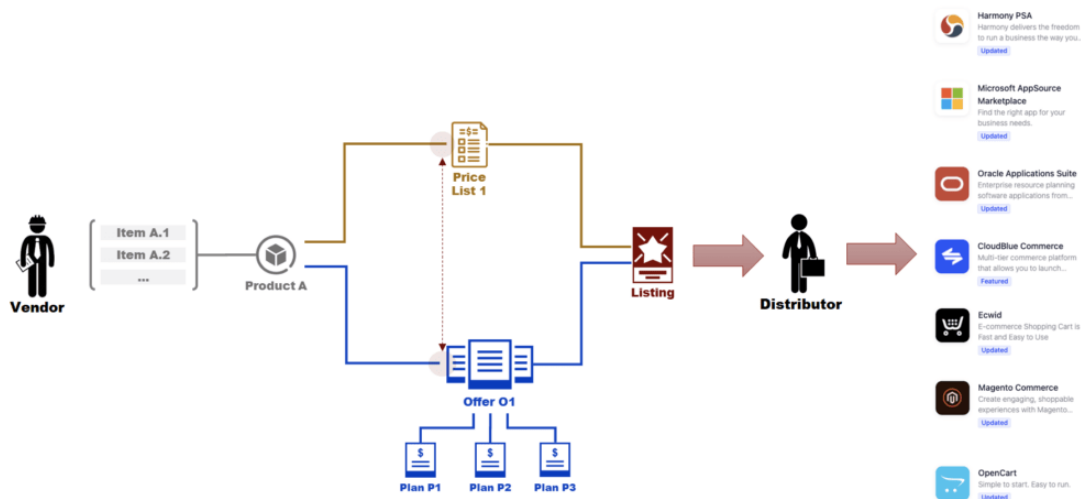 Vendor
Item A.1
Item A.2
...
Product A
=$=
Price
List 1
Offer O1
$
$
$
Plan P1
Plan P2
Plan P3
Listing
Distributor
Harmony PSA
Harmony delivers the freedom
to run a business the way you..
Updated
Microsoft AppSource
Marketplace
Find the right app for your
business needs.
Updated
Oracle Applications Suite
Enterprise resource planning
software applications from...
Updated
CloudBlue Commerce
Multi-tier commerce platform
that allows you to launch...
Featured
Ecwid
E-commerce Shopping Cart is
Fast and Easy to Use
Updated
Magento Commerce
Create engaging, shoppable
experiences with Magento...
Updated
OpenCart
Simple to start. Easy to run.
Updated